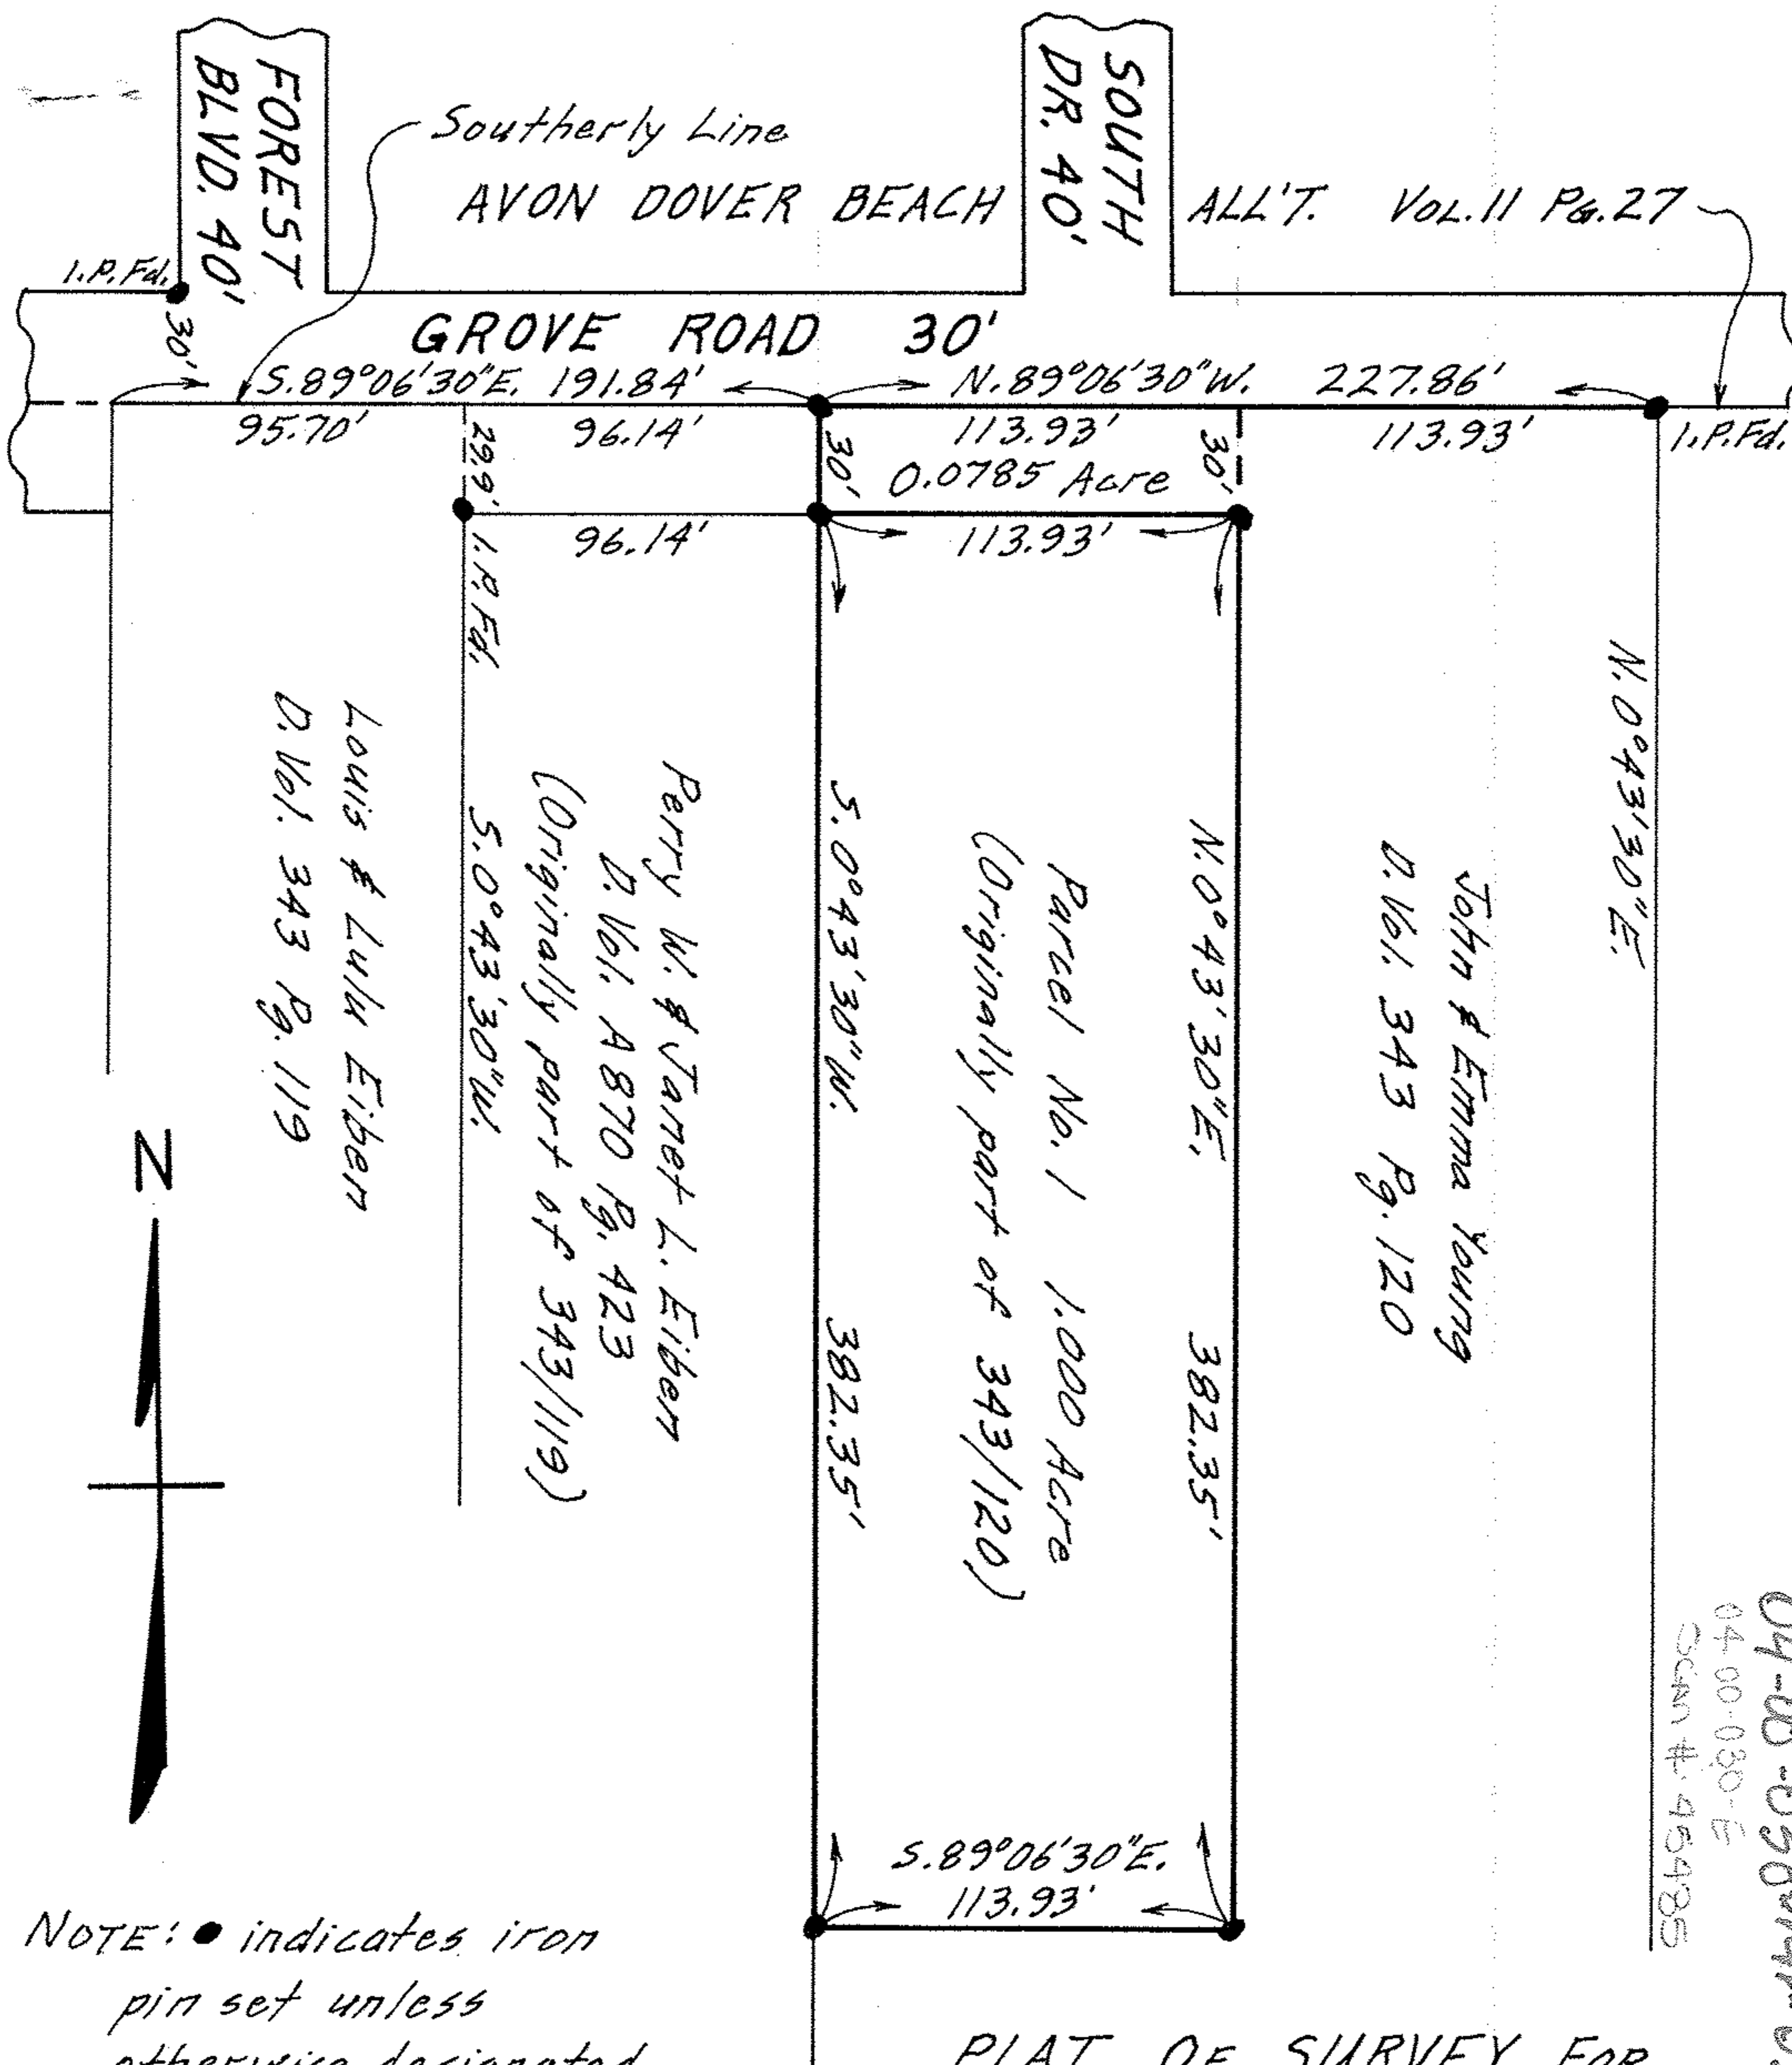 FOREST
BLVD. 40'
SOUTH
DR. 40'
Southerly Line
AVON DOVER BEACH
ALL'T. VOL. 11 PG. 27
I.P. Fd.
30'
GROVE ROAD 30'
S. 89°06'30" E. 191.84'
N. 89°06'30" W. 227.86'
95.70'
96.14'
113.93'
113.93'
I.P. Fd.
29.9'
30'
0.0785 Acre
30'
96.14'
113.93'
I.P. Fd.
S. 0°43'30" W.
Louis & Lulu Eiben
D. Vol. 343 Pg. 119
Perry W. & Janet L. Eiben
D. Vol. A870 Pg. 423
(Originally part of 343/119)
S. 0°43'30" W. 382.35'
Parcel No. 1 1.000 Acre
(Originally part of 343/120)
N. 0°43'30" E. 382.35'
John & Emma Young
D. Vol. 343 Pg. 120
N. 0°43'30" E.
N
S. 89°06'30" E.
113.93'
04-00-030-E
Scan # 45485
NOTE: ● indicates iron
pin set unless
otherwise designated
PLAT OF SURVEY FOR